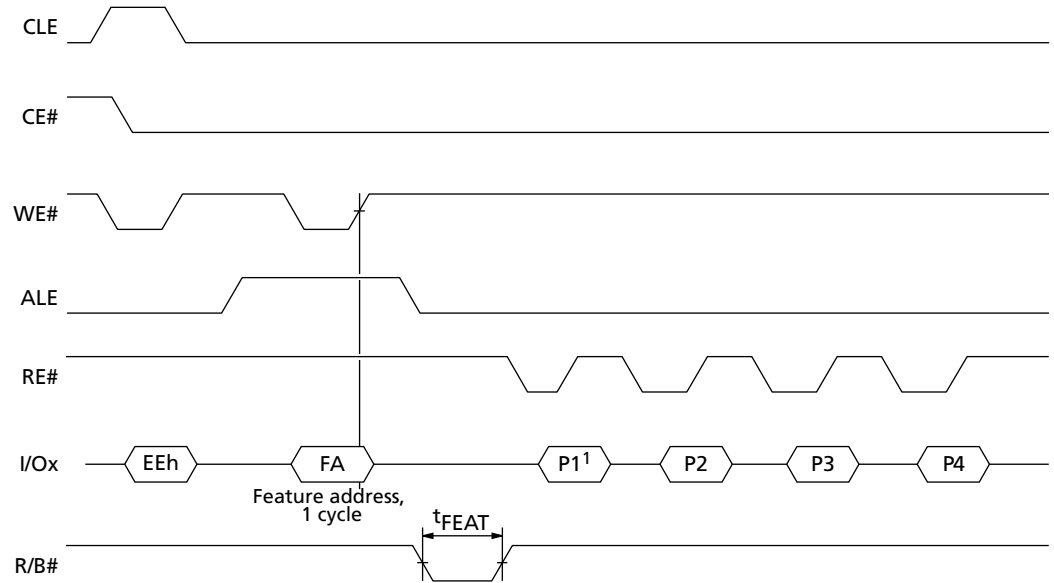 CLE
CE#
WE#
ALE
RE#
I/Ox
EEh
FA
P1¹
P2
P3
P4
Feature address,
1 cycle
tFEAT
R/B#